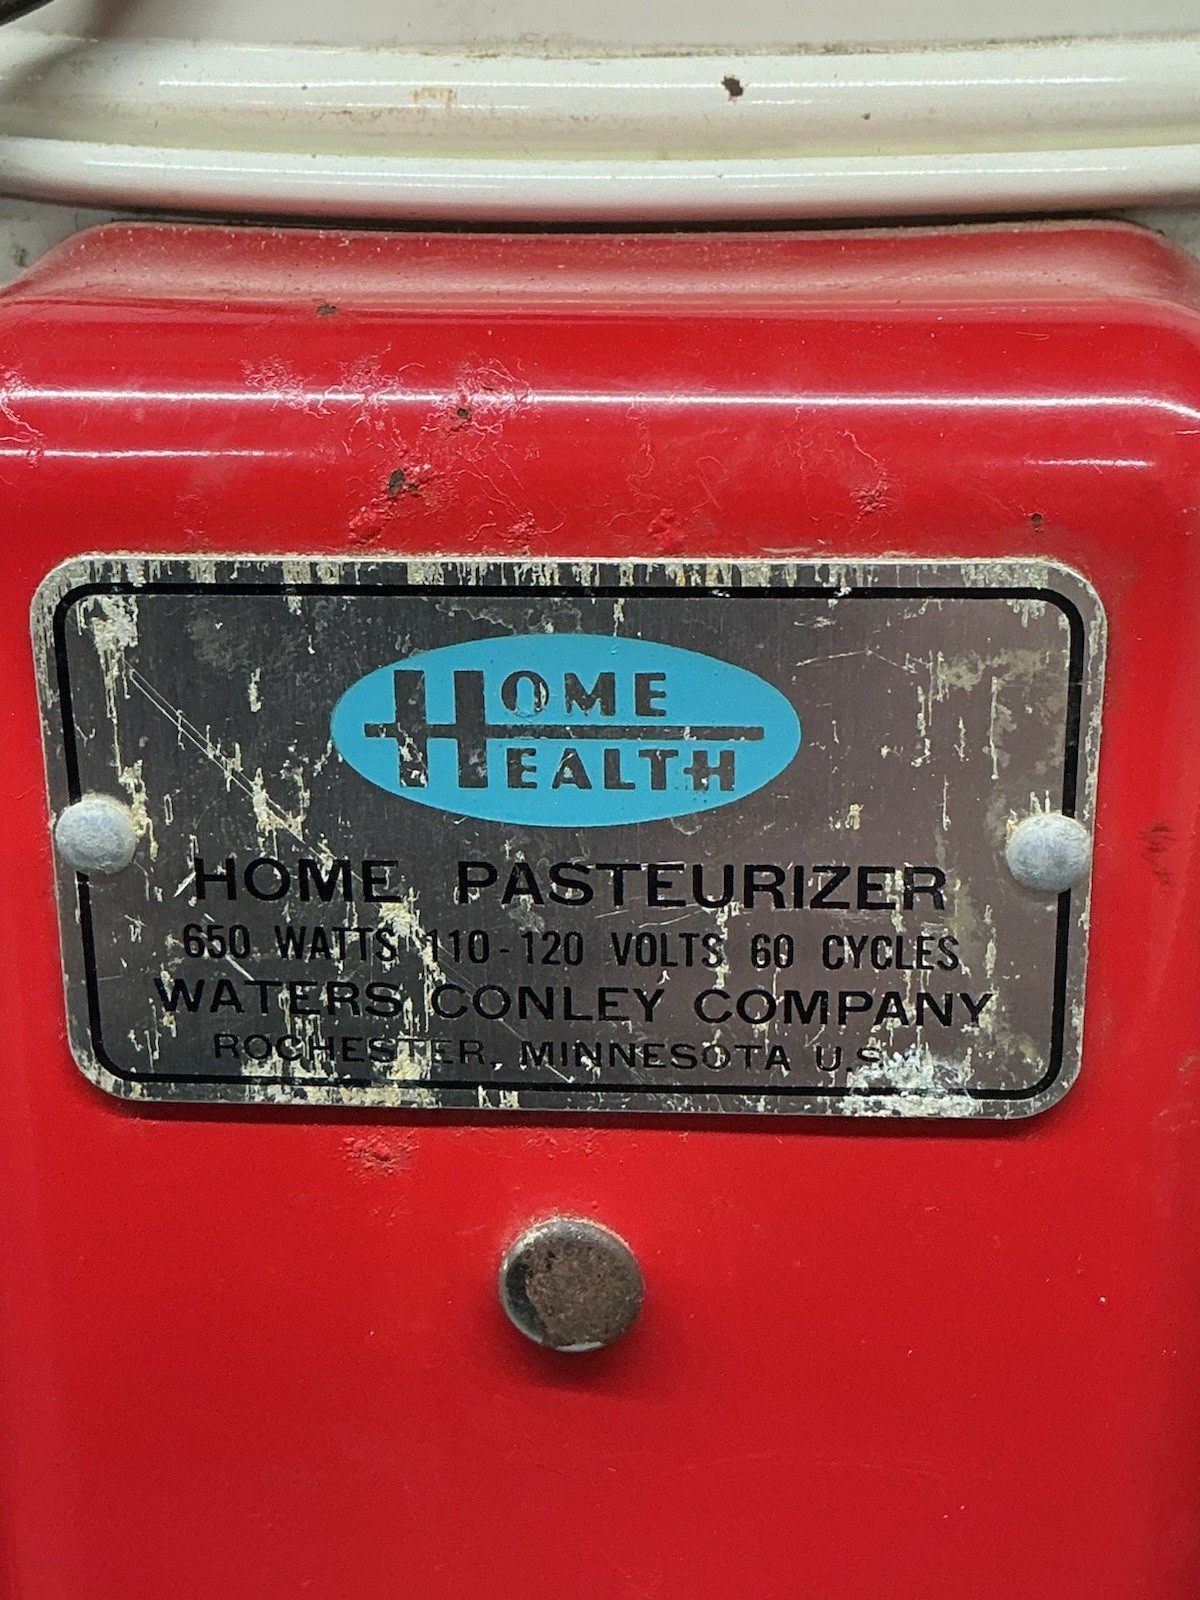 HOME
HEALTH
HOME PASTEURIZER
650 WATTS 110-120 VOLTS 60 CYCLES
WATERS CONLEY COMPANY
ROCHESTER, MINNESOTA U.S.